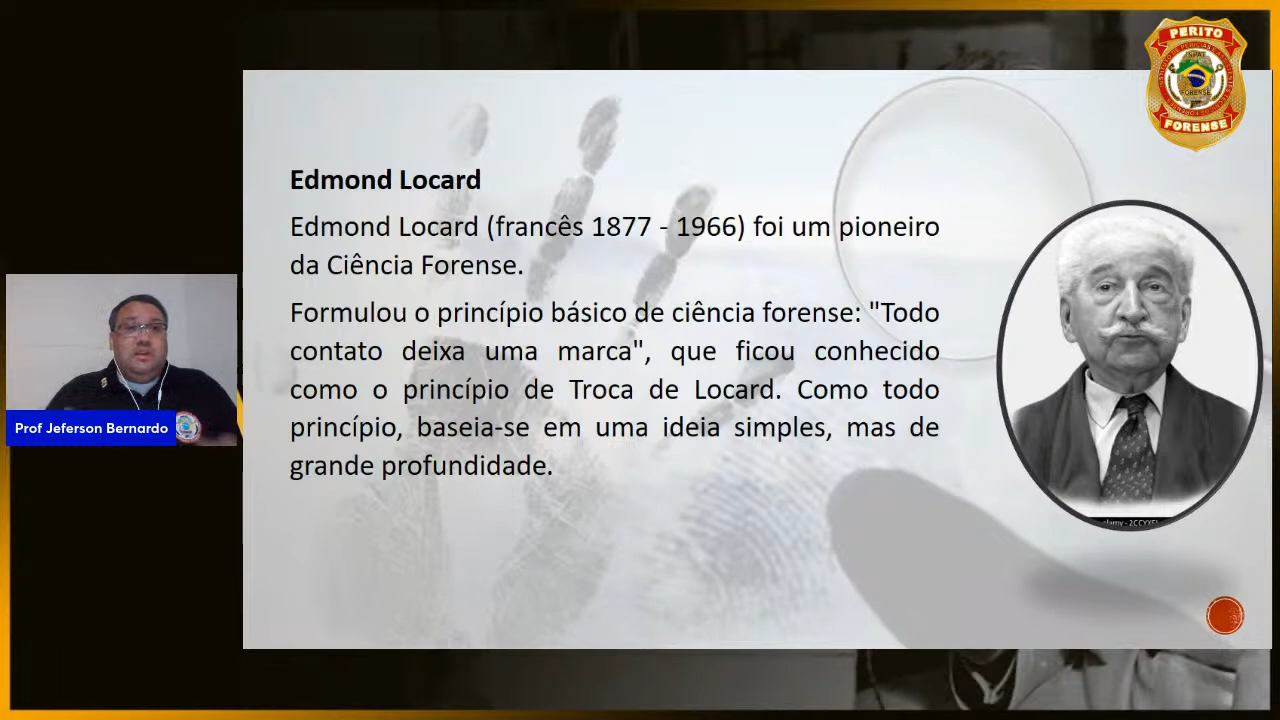 PERITO
FORENSE
FORENSE
Edmond Locard
Edmond Locard (francês 1877 - 1966) foi um pioneiro
da Ciência Forense.
Formulou o princípio básico de ciência forense: "Todo
contato deixa uma marca", que ficou conhecido
como o princípio de Troca de Locard. Como todo
princípio, baseia-se em uma ideia simples, mas de
grande profundidade.
Prof Jeferson Bernardo